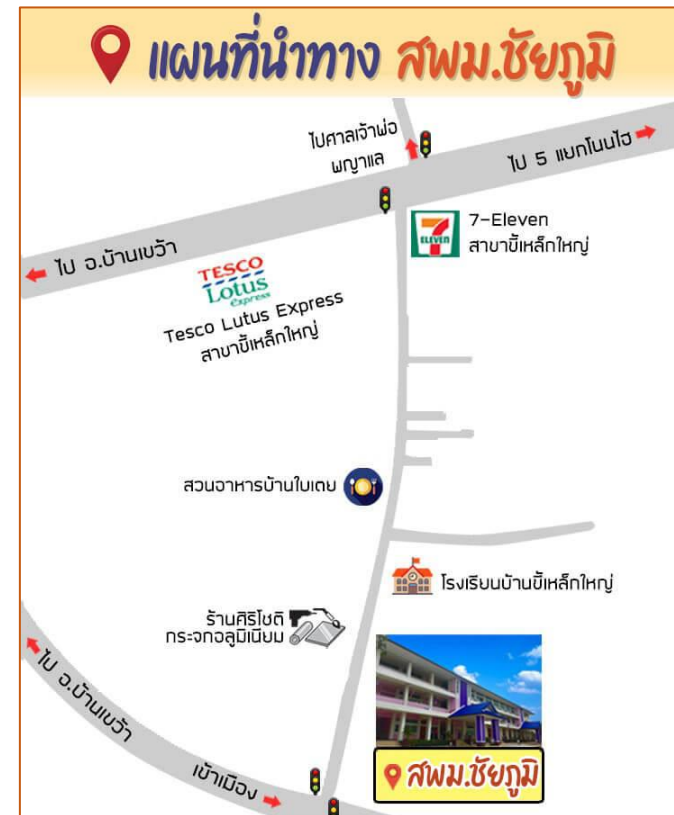 แผนที่นำทาง สพม.ชัยภูมิ
ไปศาลเจ้าพ่อ
พญาแล
ไป 5 แยกโนนไฮ
7-Eleven
สาขาขี้เหล็กใหญ่
7
ELEVEN
ไป อ.บ้านเขว้า
TESCO
Lotus
express
Tesco Lutus Express
สาขาขี้เหล็กใหญ่
สวนอาหารบ้านใบเตย
โรงเรียนบ้านขี้เหล็กใหญ่
ร้านศิริโชติ
กระจกอลูมิเนียม
ไป อ.บ้านเขว้า
เข้าเมือง
สพม.ชัยภูมิ